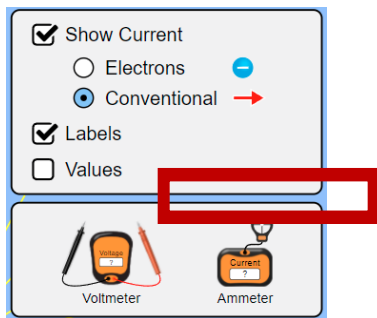 Show Current
Electrons
Conventional
Labels
Values
Voltage
?
Current
?
Voltmeter
Ammeter